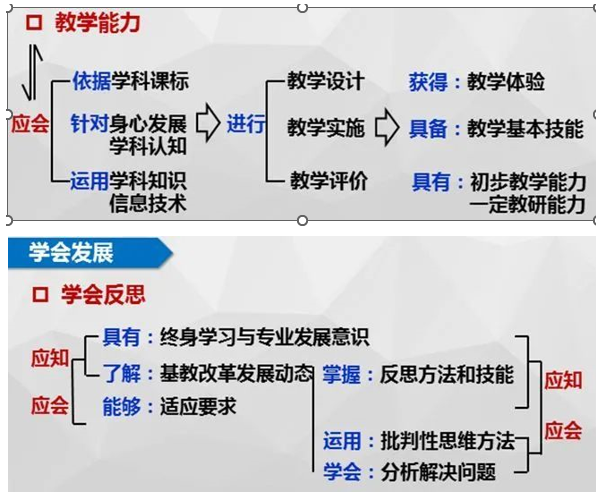 教学能力
依据学科课标
教学设计
获得：教学体验
应会
针对身心发展
学科认知
进行
教学实施
具备：教学基本技能
运用学科知识
信息技术
教学评价
具有：初步教学能力
一定教研能力
学会发展
学会反思
具有：终身学习与专业发展意识
应知
了解：基教改革发展动态
掌握：反思方法和技能
应知
应会
能够：适应要求
应会
运用：批判性思维方法
学会：分析解决问题